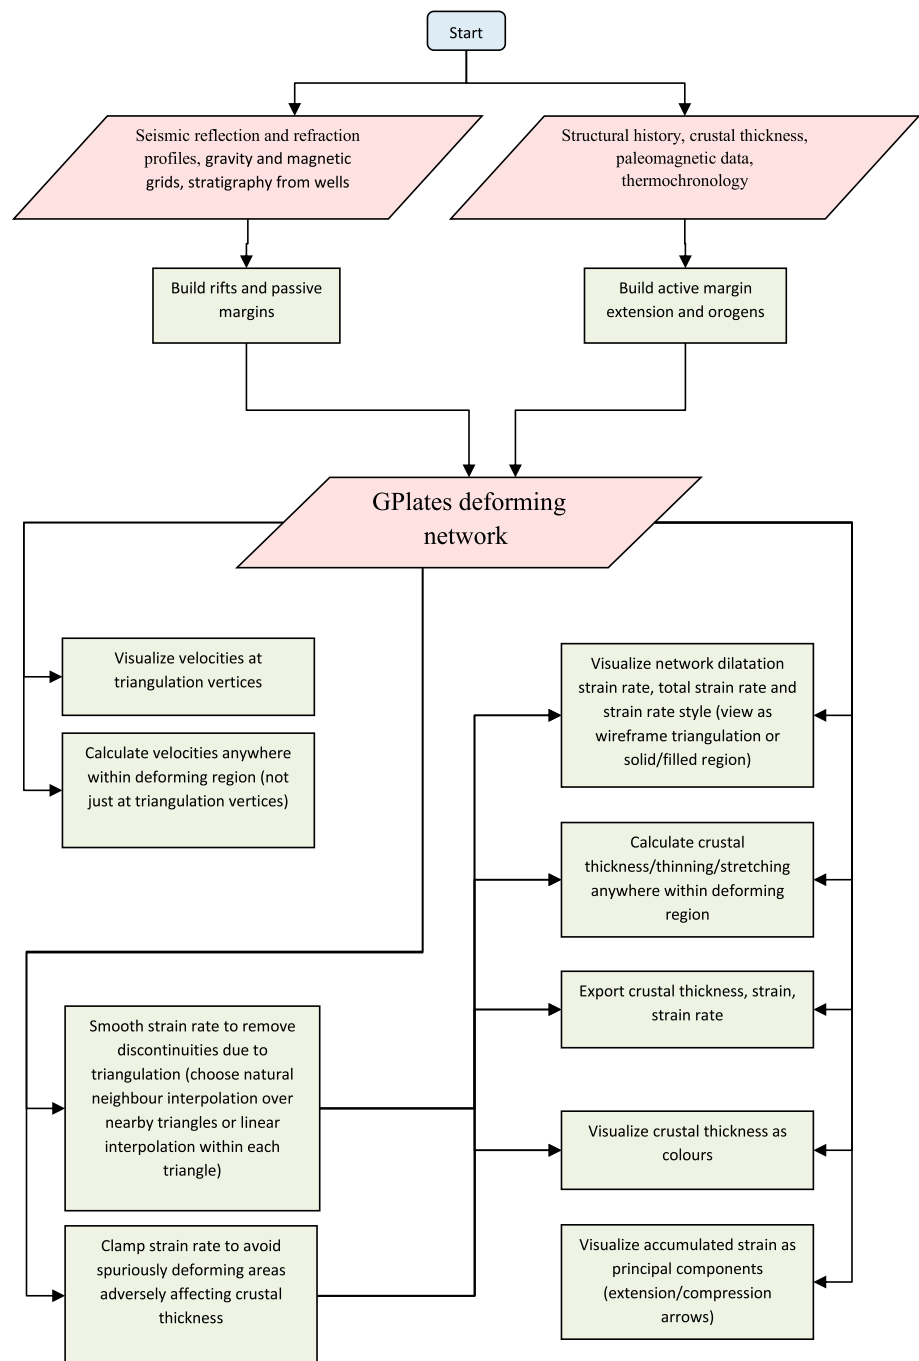 Start
Seismic reflection and refraction
profiles, gravity and magnetic
grids, stratigraphy from wells
Structural history, crustal thickness,
paleomagnetic data,
thermochronology
Build rifts and passive
margins
Build active margin
extension and orogens
GPlates deforming
network
Visualize velocities at
triangulation vertices
Calculate velocities anywhere
within deforming region (not
just at triangulation vertices)
Visualize network dilatation
strain rate, total strain rate and
strain rate style (view as
wireframe triangulation or
solid/filled region)
Calculate crustal
thickness/thinning/stretching
anywhere within deforming
region
Export crustal thickness, strain,
strain rate
Smooth strain rate to remove
discontinuities due to
triangulation (choose natural
neighbour interpolation over
nearby triangles or linear
interpolation within each
triangle)
Visualize crustal thickness as
colours
Clamp strain rate to avoid
spuriously deforming areas
adversely affecting crustal
thickness
Visualize accumulated strain as
principal components
(extension/compression
arrows)